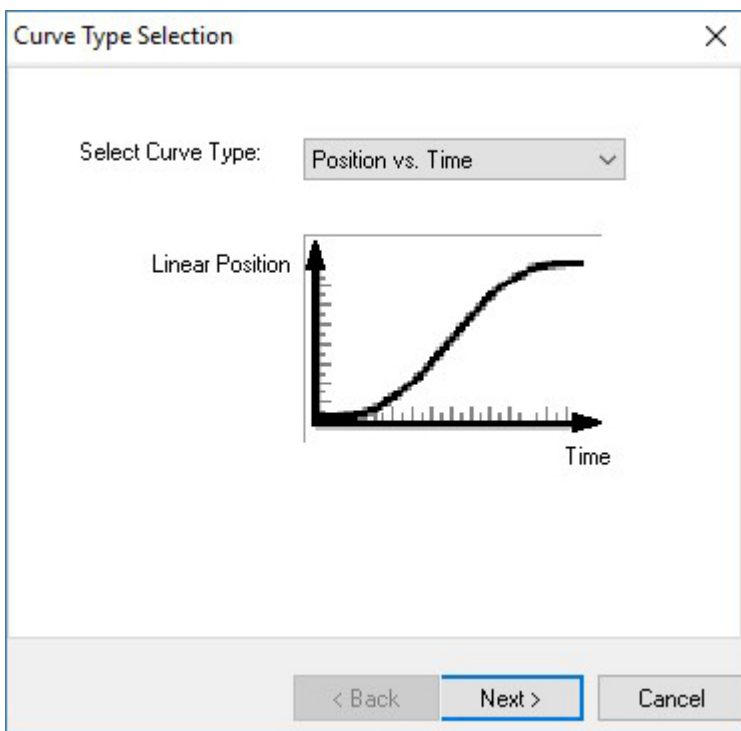 Curve Type Selection
Select Curve Type:
Position vs. Time
Linear Position
Time
< Back
Next >
Cancel